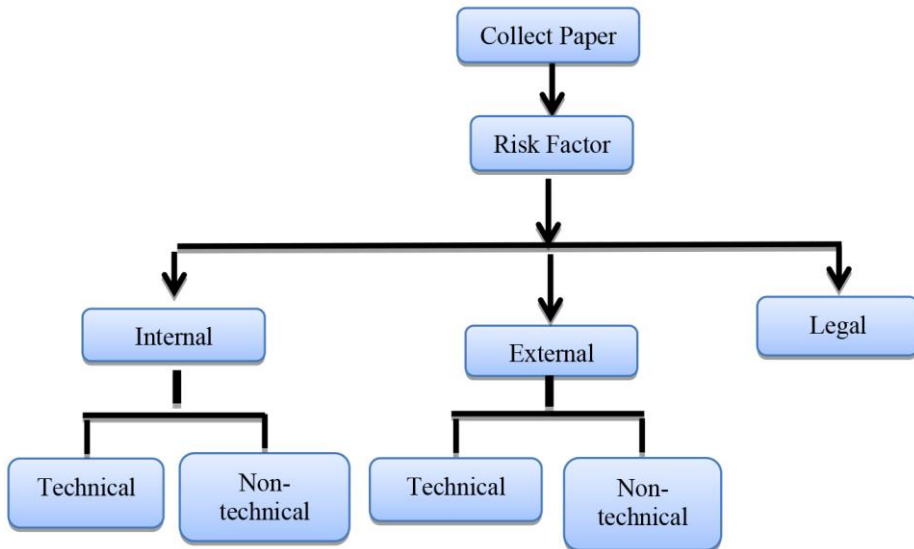 Collect Paper
Risk Factor
Internal
External
Legal
Technical
Non-
technical
Technical
Non-
technical